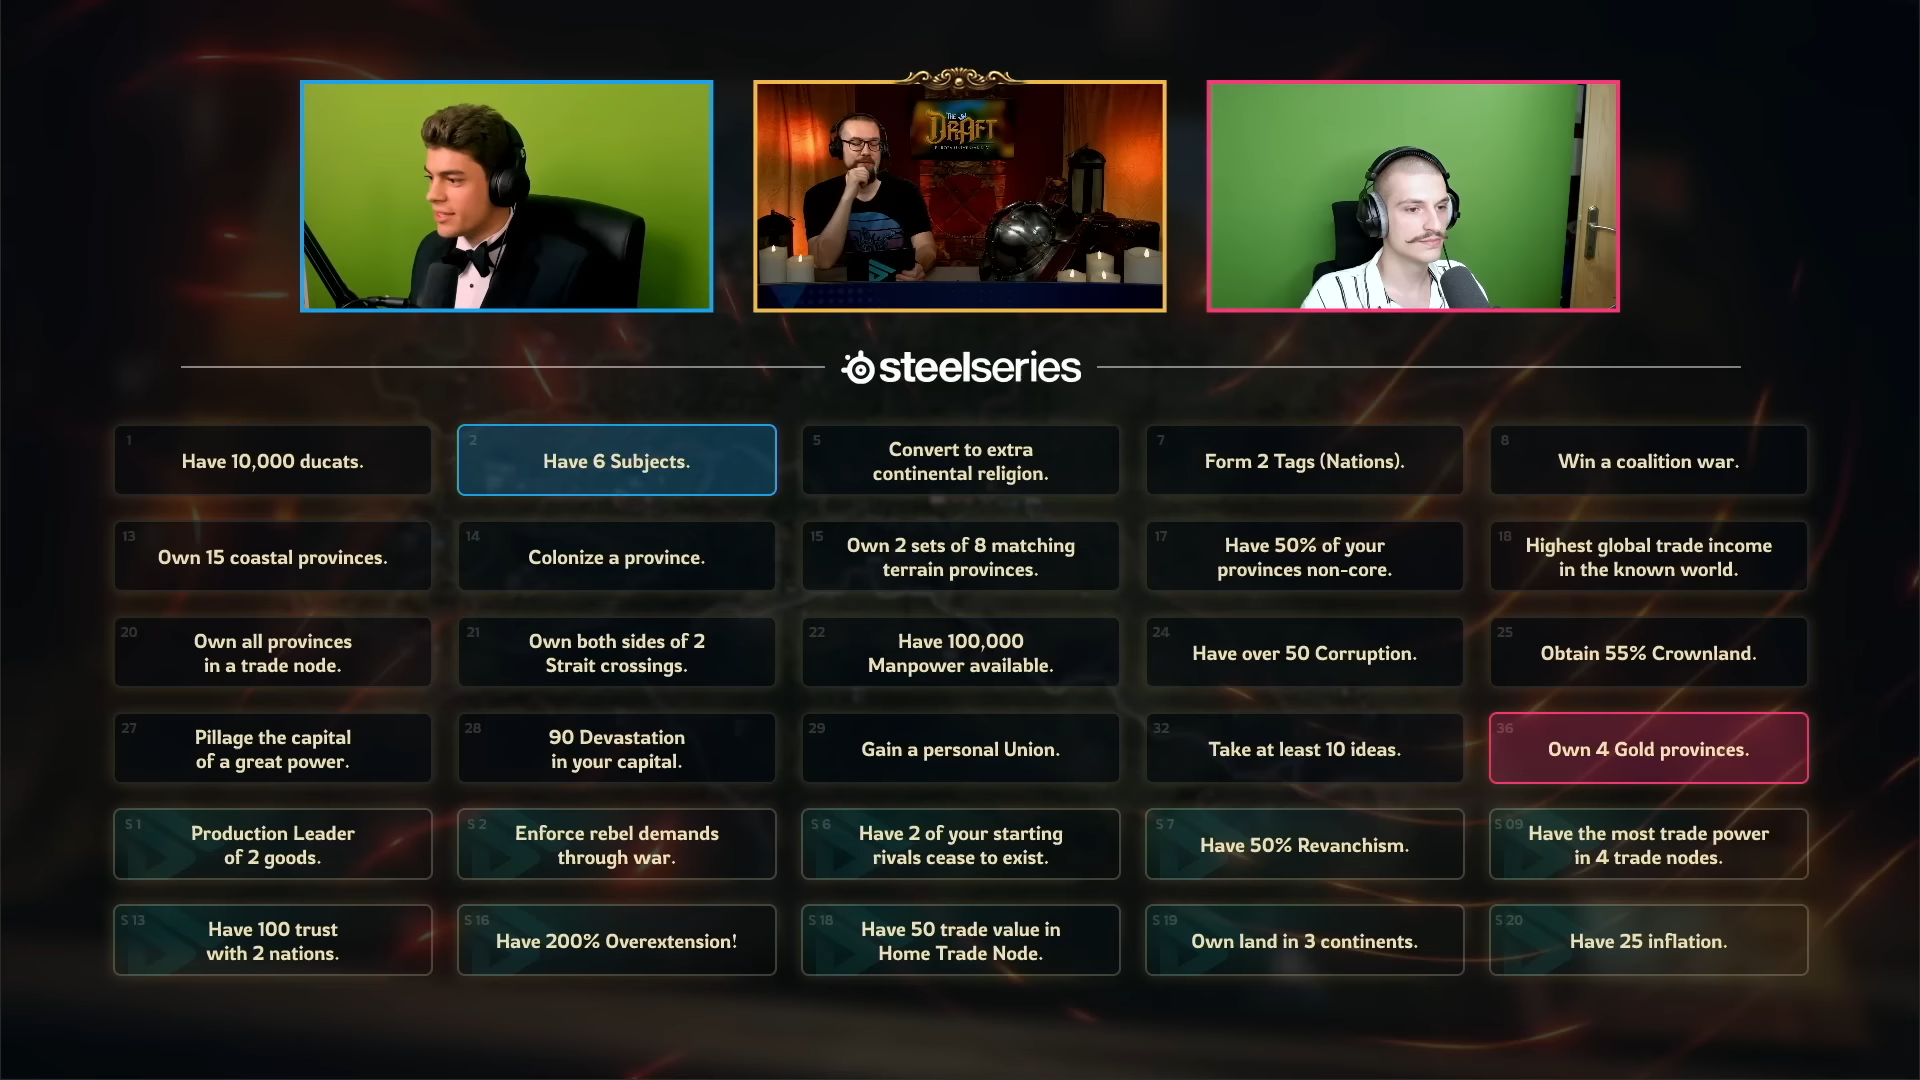 THE
DRAFT
steelseries
1
Have 10,000 ducats.
2
Have 6 Subjects.
5
Convert to extra
continental religion.
7
Form 2 Tags (Nations).
8
Win a coalition war.
13
Own 15 coastal provinces.
14
Colonize a province.
15
Own 2 sets of 8 matching
terrain provinces.
17
Have 50% of your
provinces non-core.
18
Highest global trade income
in the known world.
20
Own all provinces
in a trade node.
21
Own both sides of 2
Strait crossings.
22
Have 100,000
Manpower available.
24
Have over 50 Corruption.
25
Obtain 55% Crownland.
27
Pillage the capital
of a great power.
28
90 Devastation
in your capital.
29
Gain a personal Union.
32
Take at least 10 ideas.
36
Own 4 Gold provinces.
S 1
Production Leader
of 2 goods.
S 2
Enforce rebel demands
through war.
S 6
Have 2 of your starting
rivals cease to exist.
S 7
Have 50% Revanchism.
S 09
Have the most trade power
in 4 trade nodes.
S 13
Have 100 trust
with 2 nations.
S 16
Have 200% Overextension!
S 18
Have 50 trade value in
Home Trade Node.
S 19
Own land in 3 continents.
S 20
Have 25 inflation.